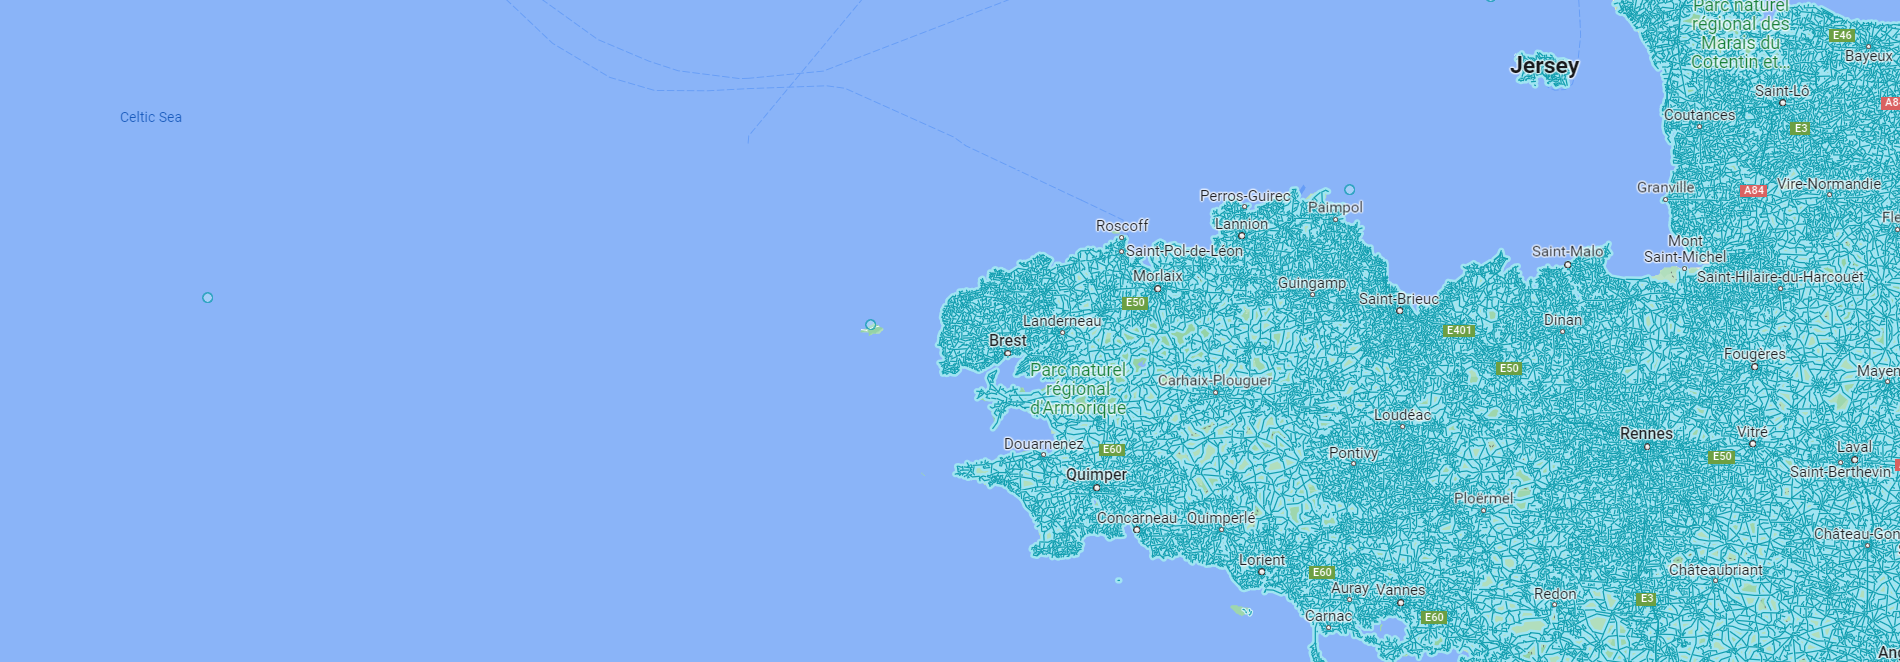 Parc naturel
régional des
Marais du
Cotentin et...
E46
Bayeux
Jersey
Saint-Lô
A8
Celtic Sea
Coutances
E3
Granville
A84
Vire-Normandie
Perros-Guirec
Paimpol
Fle
Roscoff
Lannion
Mont
Saint-Michel
Saint-Pol-de-Léon
Saint-Malo
Morlaix
Guingamp
Saint-Hilaire-du-Harcouët
E50
Saint-Brieuc
Landerneau
Dinan
E401
Brest
Fougères
Parc naturel
régional
d'Armorique
E50
Mayen
Carhaix-Plouguer
Loudéac
Rennes
Vitré
Douarnenez
E60
Pontivy
E50
Laval
Saint-Berthevin
Quimper
Ploërmel
Concarneau
Quimperlé
Château-Gon
Lorient
E60
Châteaubriant
Auray
Vannes
Redon
E3
Carnac
E60
An